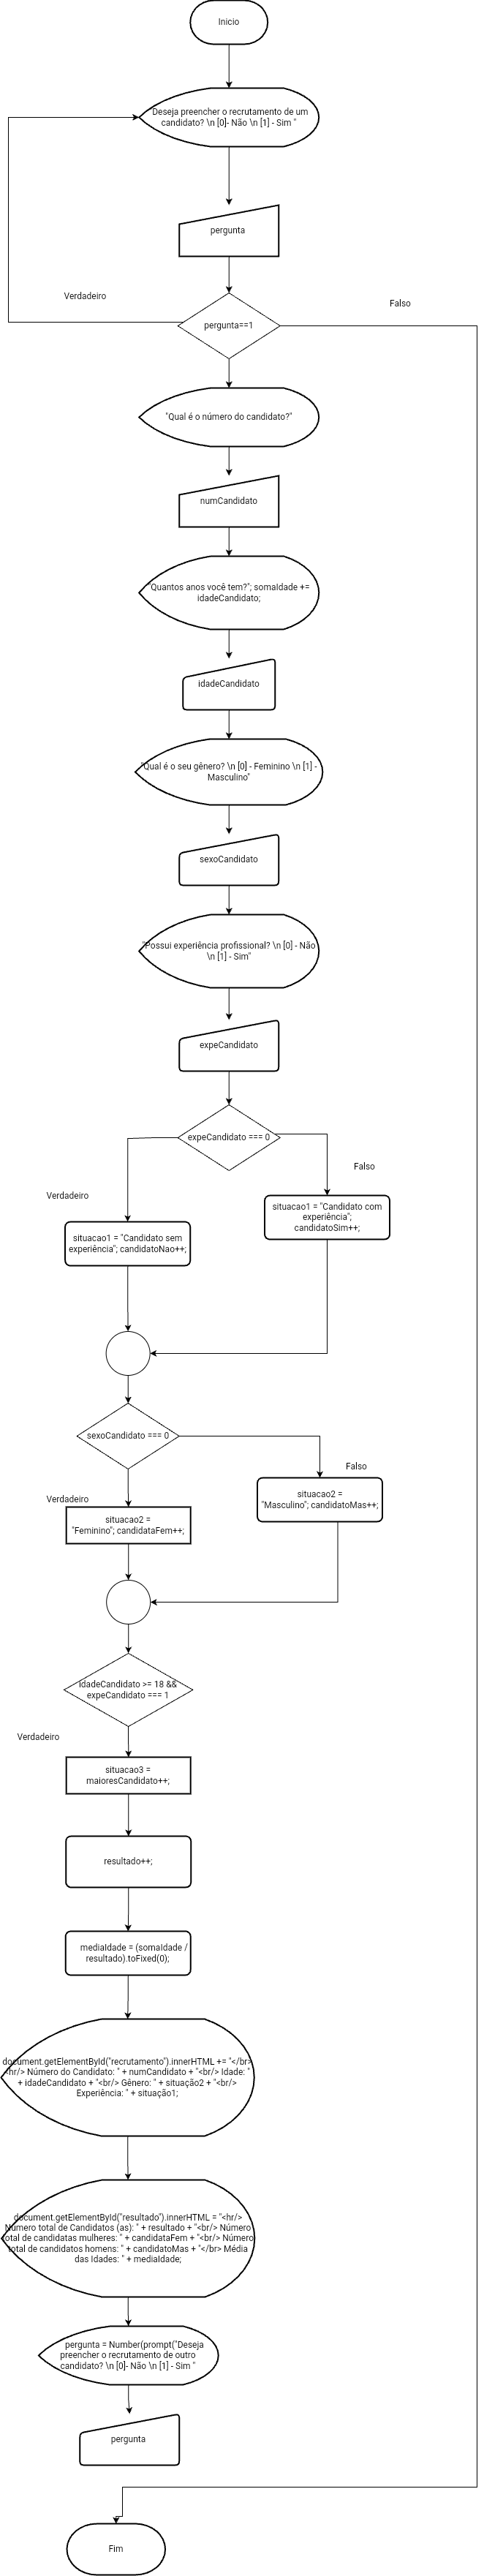 Inicio
Deseja preencher o recrutamento de um
candidato? \n [0]- Não \n [1] - Sim "
pergunta
Verdadeiro
Falso
pergunta==1
"Qual é o número do candidato?"
numCandidato
"Quantos anos você tem?"; somaIdade +=
idadeCandidato;
idadeCandidato
"Qual é o seu gênero? \n [0] - Feminino \n [1] -
Masculino"
sexoCandidato
"Possui experiência profissional? \n [0] - Não
\n [1] - Sim"
expeCandidato
expeCandidato === 0
Falso
Verdadeiro
situacao1 = "Candidato com
experiência";
candidatoSim++;
situacao1 = "Candidato sem
experiência"; candidatoNao++;
sexoCandidato === 0
Falso
Verdadeiro
situacao2 =
"Masculino"; candidatoMas++;
situacao2 =
"Feminino"; candidataFem++;
idadeCandidato >= 18 &&
expeCandidato === 1
Verdadeiro
situacao3 =
maioresCandidato++;
resultado++;
mediaIdade = (somaIdade /
resultado).toFixed(0);
document.getElementById("recrutamento").innerHTML += "</br>
<hr/> Número do Candidato: " + numCandidato + "<br/> Idade: "
+ idadeCandidato + "<br/> Gênero: " + situação2 + "<br/>
Experiência: " + situação1;
document.getElementById("resultado").innerHTML = "<hr/>
Número total de Candidatos (as): " + resultado + "<br/> Número
total de candidatas mulheres: " + candidataFem + "<br/> Número
total de candidatos homens: " + candidatoMas + "</br> Média
das Idades: " + mediaIdade;
pergunta = Number(prompt("Deseja
preencher o recrutamento de outro
candidato? \n [0]- Não \n [1] - Sim "
pergunta
Fim